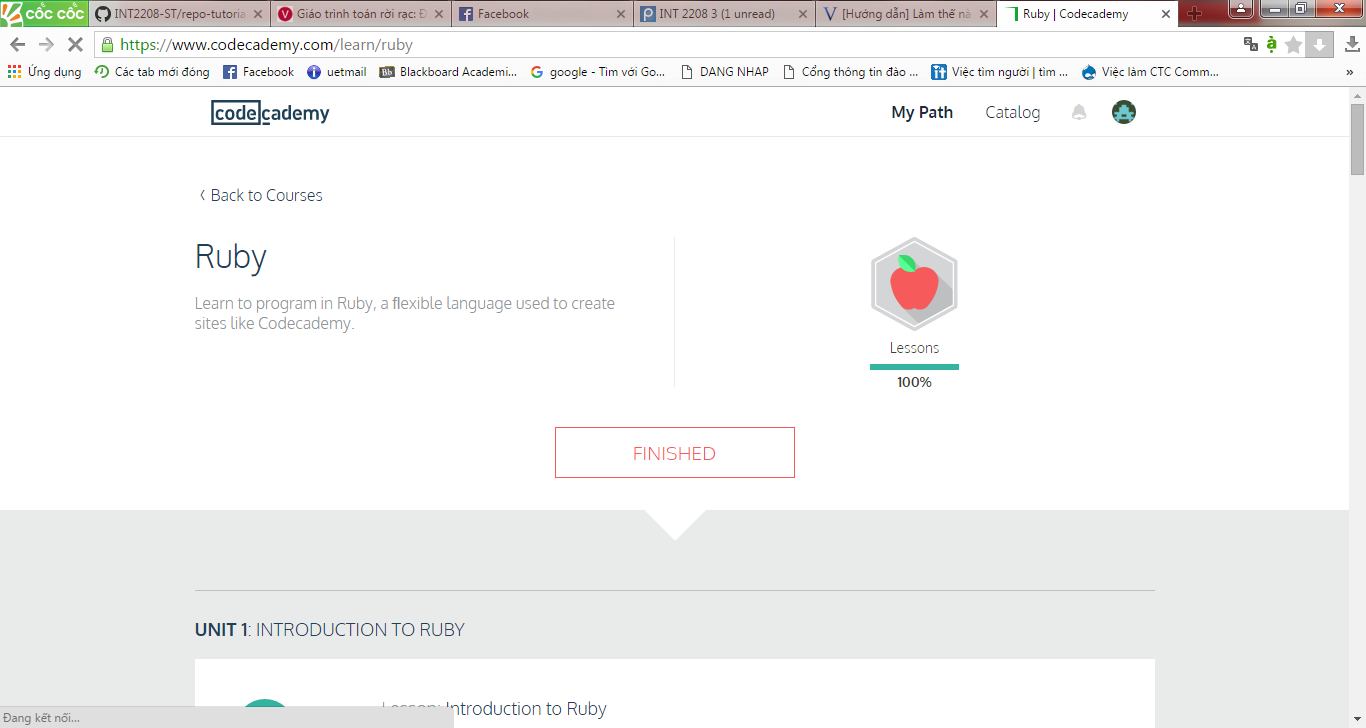 cốc cốc
INT2208-ST/repo-tutoria
Giáo trình toán rời rạc: Đ
Facebook
INT 2208 3 (1 unread)
[Hướng dẫn] Làm thế nà
Ruby | Codecademy
https://www.codecademy.com/learn/ruby
Ứng dụng
Các tab mới đóng
Facebook
uetmail
Bb
Blackboard Academi...
google - Tìm với Go...
DANG NHAP
Cổng thông tin đào ...
Việc tìm người | tìm ...
Việc làm CTC Comm...
»
codecademy
My Path
Catalog
‹ Back to Courses
Ruby
Learn to program in Ruby, a flexible language used to create
sites like Codecademy.
Lessons
100%
FINISHED
UNIT 1: INTRODUCTION TO RUBY
Lesson: Introduction to Ruby
Đang kết nối...